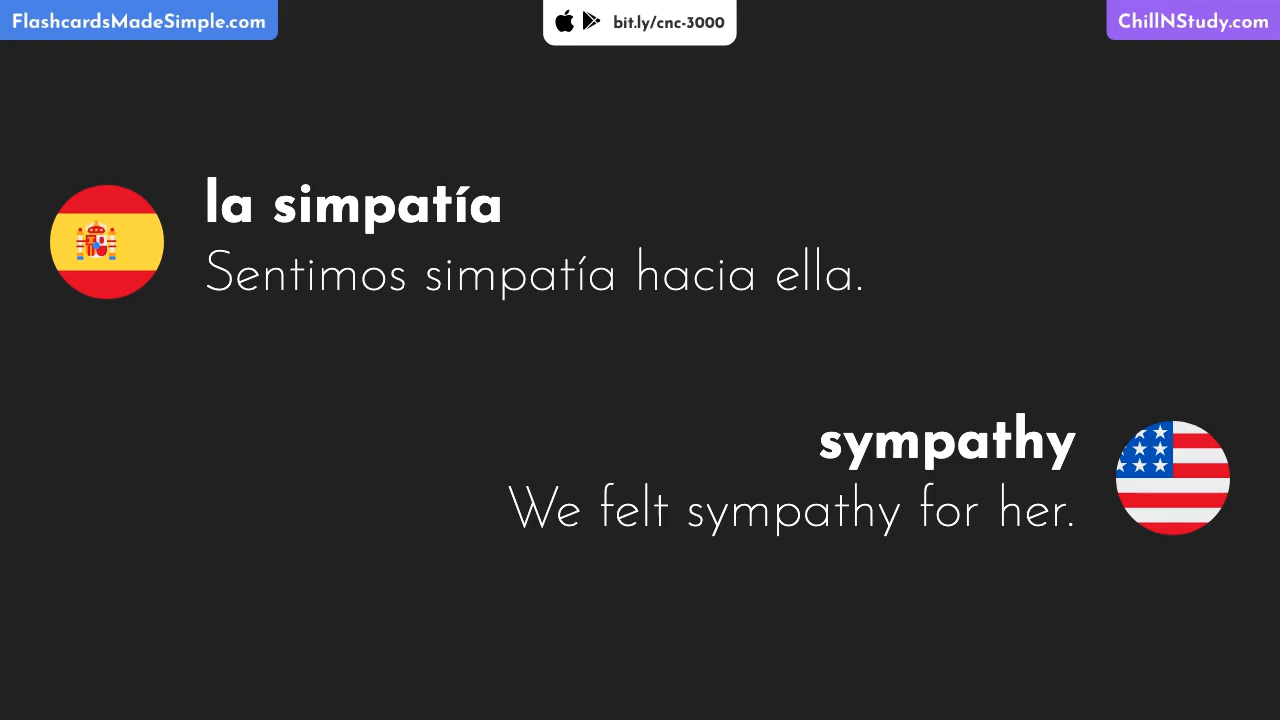 FlashcardsMadeSimple.com
bit.ly/cnc-3000
ChillNStudy.com
la simpatía
Sentimos simpatía hacia ella.
sympathy
We felt sympathy for her.